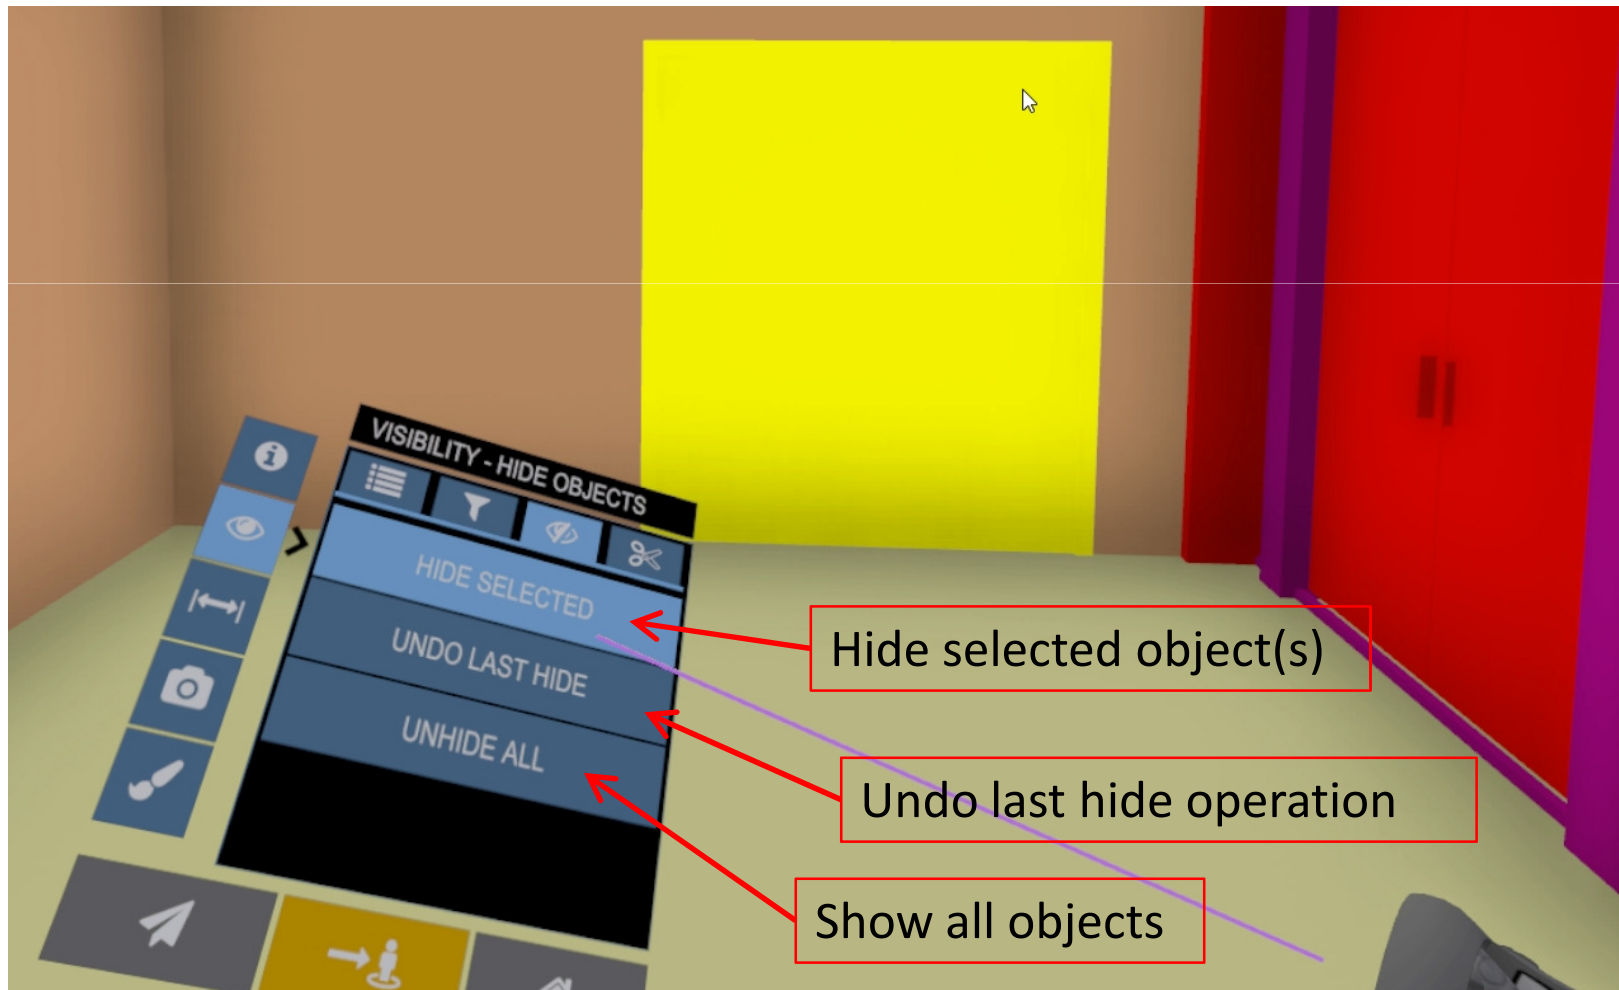 VISIBILITY - HIDE OBJECTS
HIDE SELECTED
UNDO LAST HIDE
UNHIDE ALL
Hide selected object(s)
Undo last hide operation
Show all objects